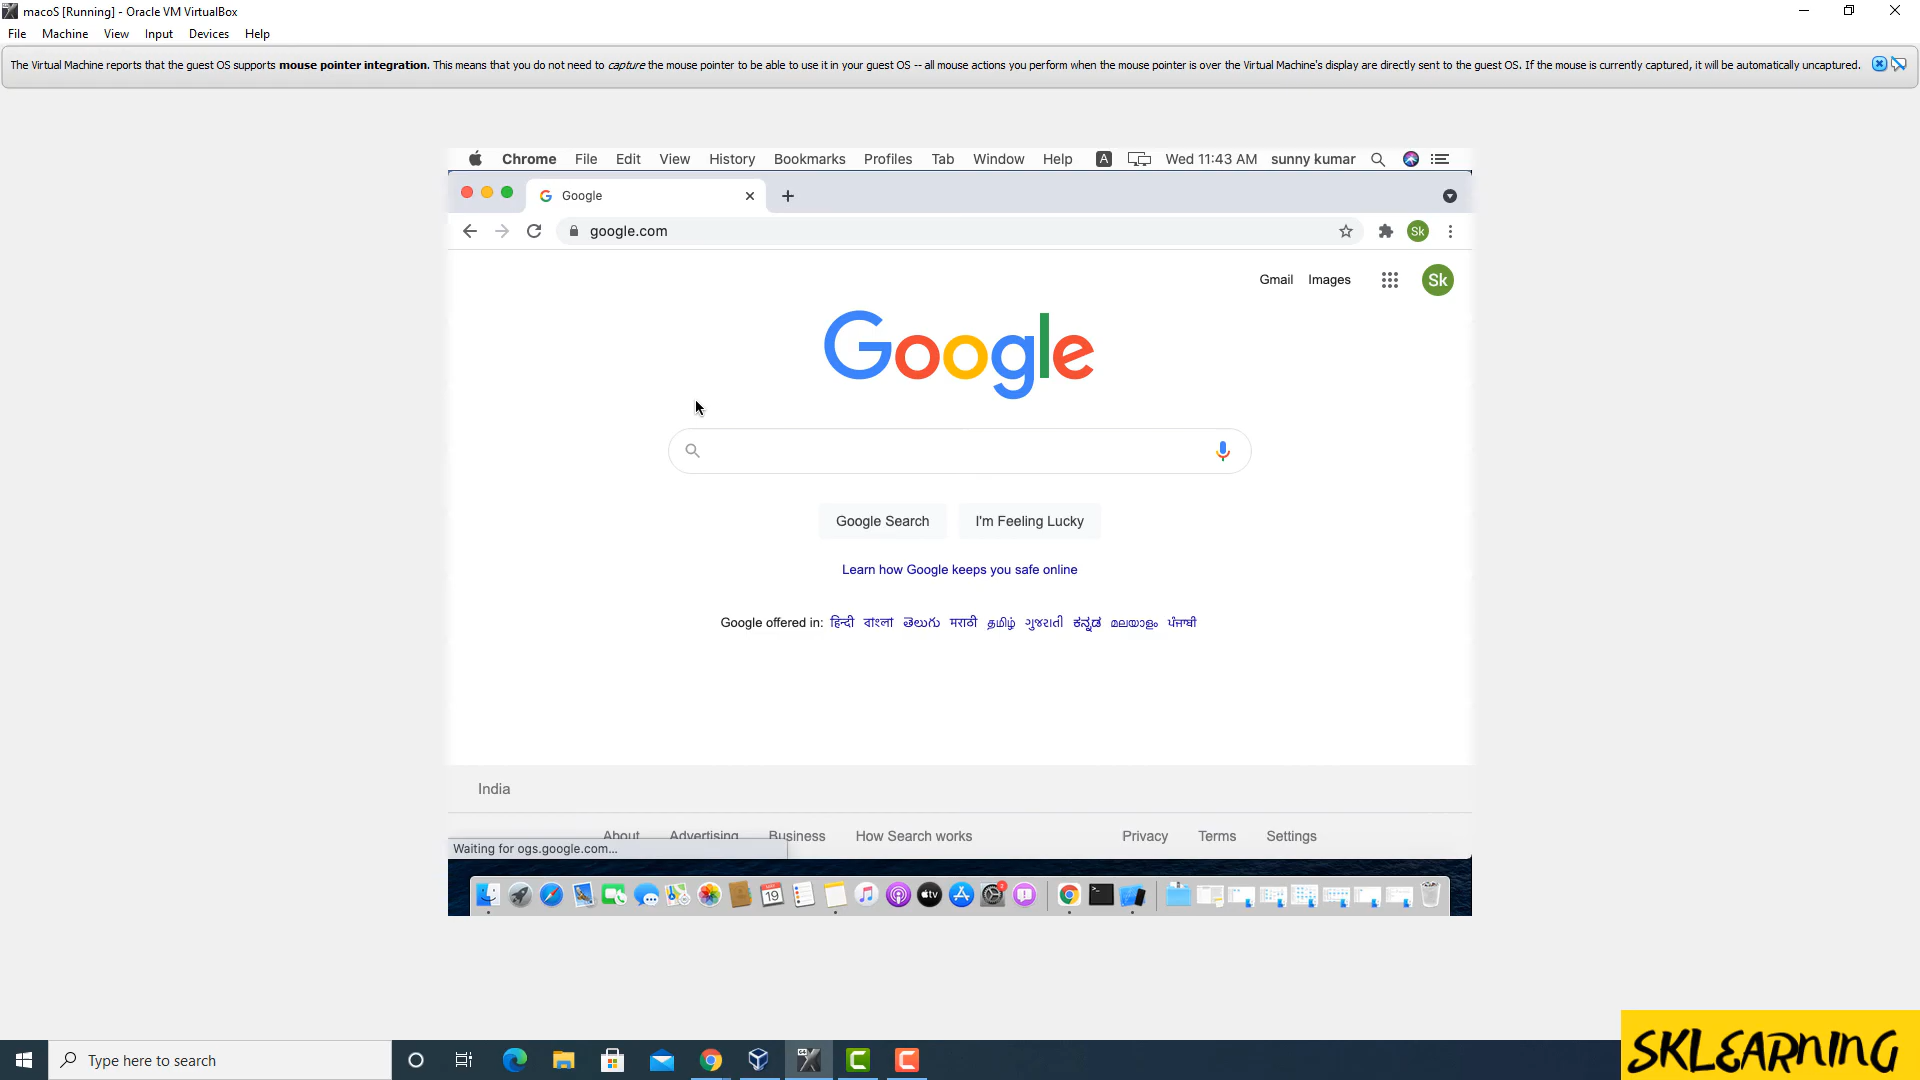 macoS [Running] - Oracle VM VirtualBox
File Machine View Input Devices Help
The Virtual Machine reports that the guest OS supports mouse pointer integration. This means that you do not need to capture the mouse pointer to be able to use it in your guest OS -- all mouse actions you perform when the mouse pointer is over the Virtual Machine's display are directly sent to the guest OS. If the mouse is currently captured, it will be automatically uncaptured.
Chrome File Edit View History Bookmarks Profiles Tab Window Help A Wed 11:43 AM sunny kumar
Google
google.com Sk
Gmail Images Sk
Google
Google Search I'm Feeling Lucky
Learn how Google keeps you safe online
Google offered in: हिन्दी বাংলা తెలుగు मराठी தமிழ் ગુજરાતી ಕನ್ನಡ മലയാളം ਪੰਜਾਬੀ
India
About Advertising Business How Search works Privacy Terms Settings
Waiting for ogs.google.com...
19 tv
Type here to search
SKLEARNING